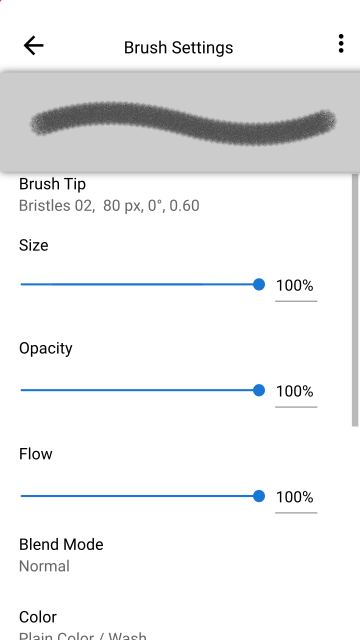 Brush Settings
Brush Tip
Bristles 02,  80 px, 0°, 0.60
Size
100%
Opacity
100%
Flow
100%
Blend Mode
Normal
Color
Plain Color / Wash